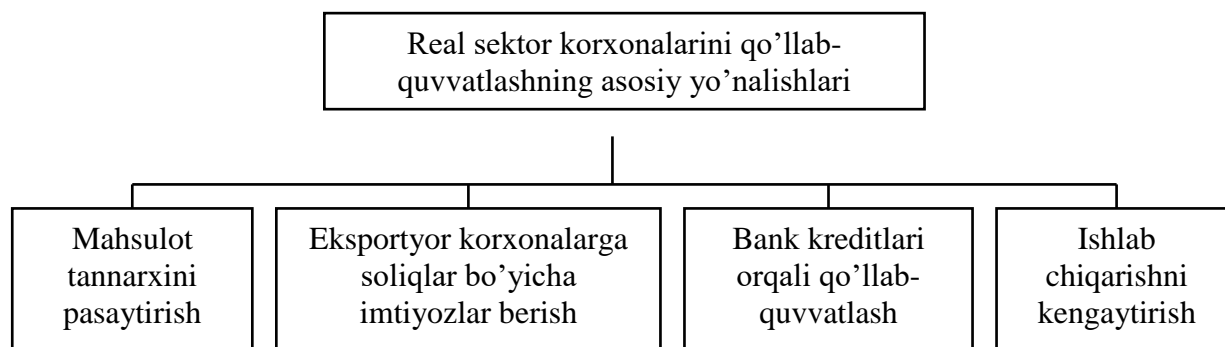 Real sektor korxonalarini qo’llab-
quvvatlashning asosiy yo’nalishlari
Mahsulot
tannarxini
pasaytirish
Eksportyor korxonalarga
soliqlar bo’yicha
imtiyozlar berish
Bank kreditlari
orqali qo’llab-
quvvatlash
Ishlab
chiqarishni
kengaytirish